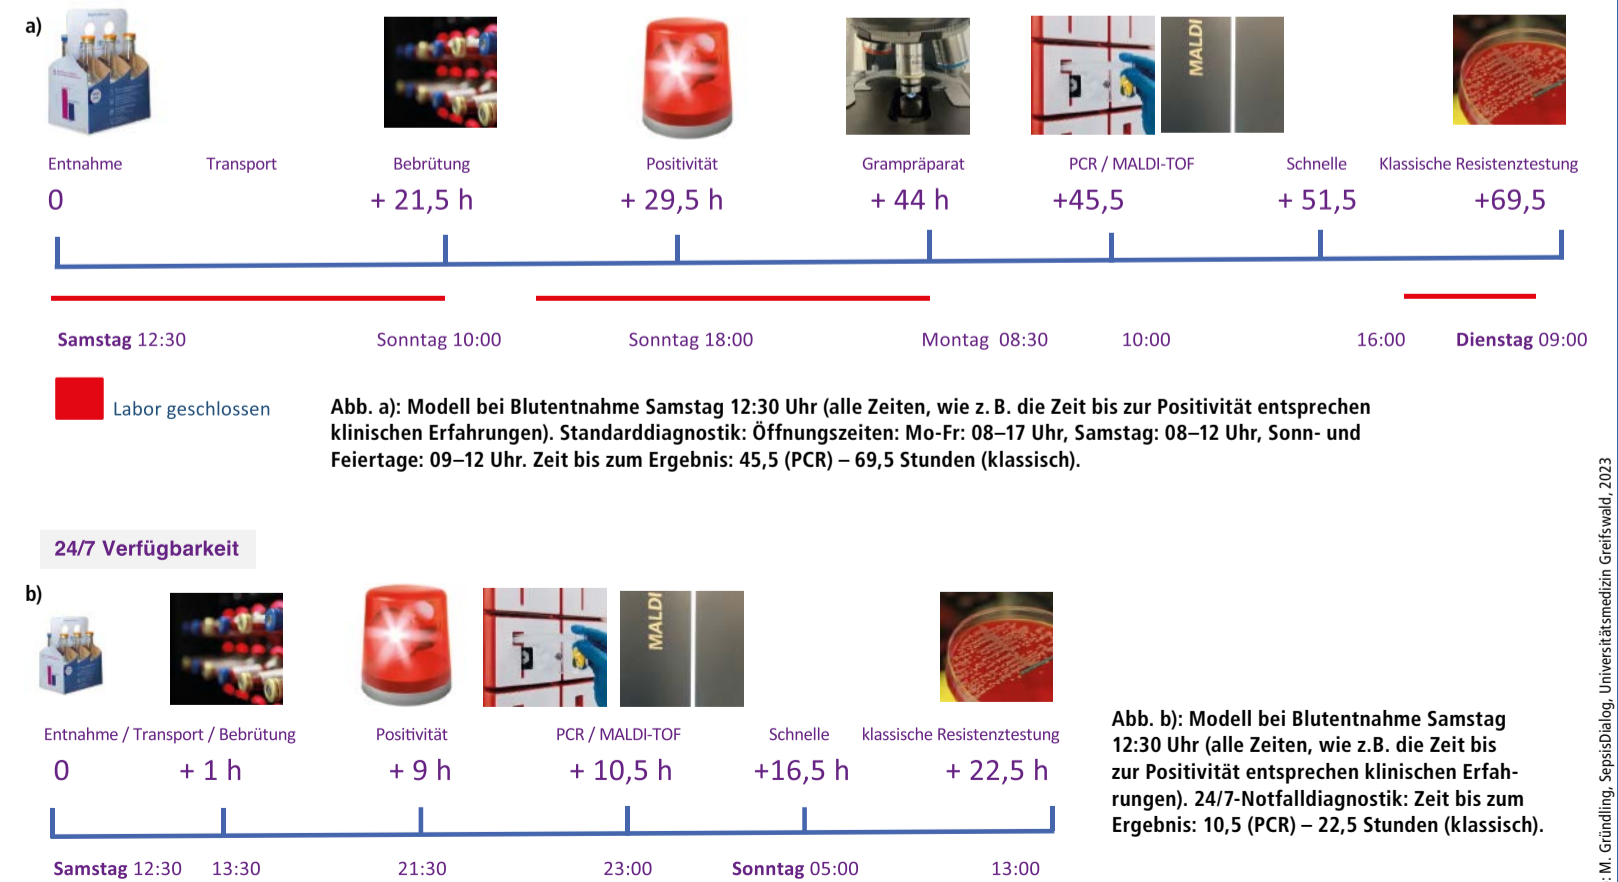 a)
MALDI
Entnahme Transport Bebrütung Positivität Grampräparat PCR / MALDI-TOF Schnelle Klassische Resistenztestung
0 + 21,5 h + 29,5 h + 44 h +45,5 + 51,5 +69,5
Samstag 12:30 Sonntag 10:00 Sonntag 18:00 Montag 08:30 10:00 16:00 Dienstag 09:00
Labor geschlossen
Abb. a): Modell bei Blutentnahme Samstag 12:30 Uhr (alle Zeiten, wie z. B. die Zeit bis zur Positivität entsprechen
klinischen Erfahrungen). Standarddiagnostik: Öffnungszeiten: Mo-Fr: 08–17 Uhr, Samstag: 08–12 Uhr, Sonn- und
Feiertage: 09–12 Uhr. Zeit bis zum Ergebnis: 45,5 (PCR) – 69,5 Stunden (klassisch).
24/7 Verfügbarkeit
b)
MALDI
Entnahme / Transport / Bebrütung Positivität PCR / MALDI-TOF Schnelle klassische Resistenztestung
0 + 1 h + 9 h + 10,5 h +16,5 h + 22,5 h
Samstag 12:30 13:30 21:30 23:00 Sonntag 05:00 13:00
Abb. b): Modell bei Blutentnahme Samstag
12:30 Uhr (alle Zeiten, wie z.B. die Zeit bis
zur Positivität entsprechen klinischen Erfah-
rungen). 24/7-Notfalldiagnostik: Zeit bis zum
Ergebnis: 10,5 (PCR) – 22,5 Stunden (klassisch).
: M. Gründling, SepsisDialog, Universitätsmedizin Greifswald, 2023